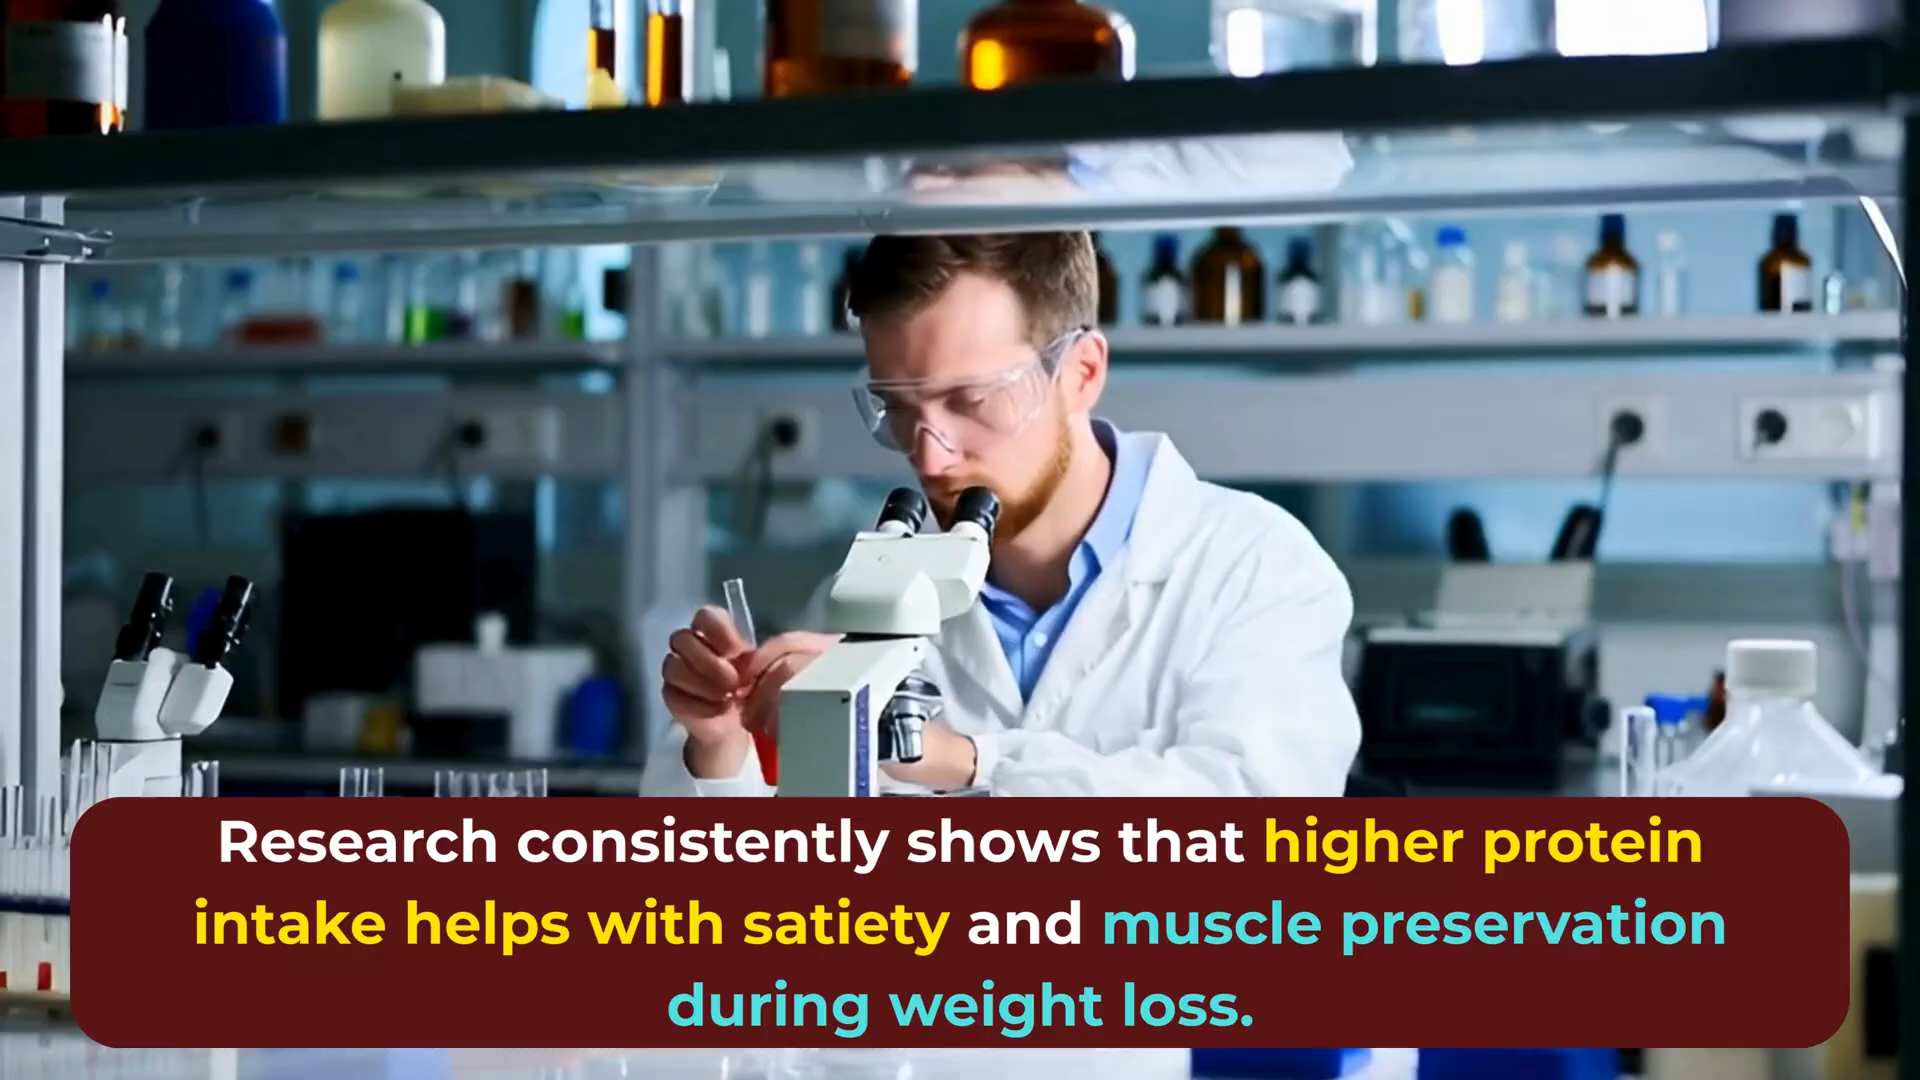 Research consistently shows that higher protein
intake helps with satiety and muscle preservation
during weight loss.